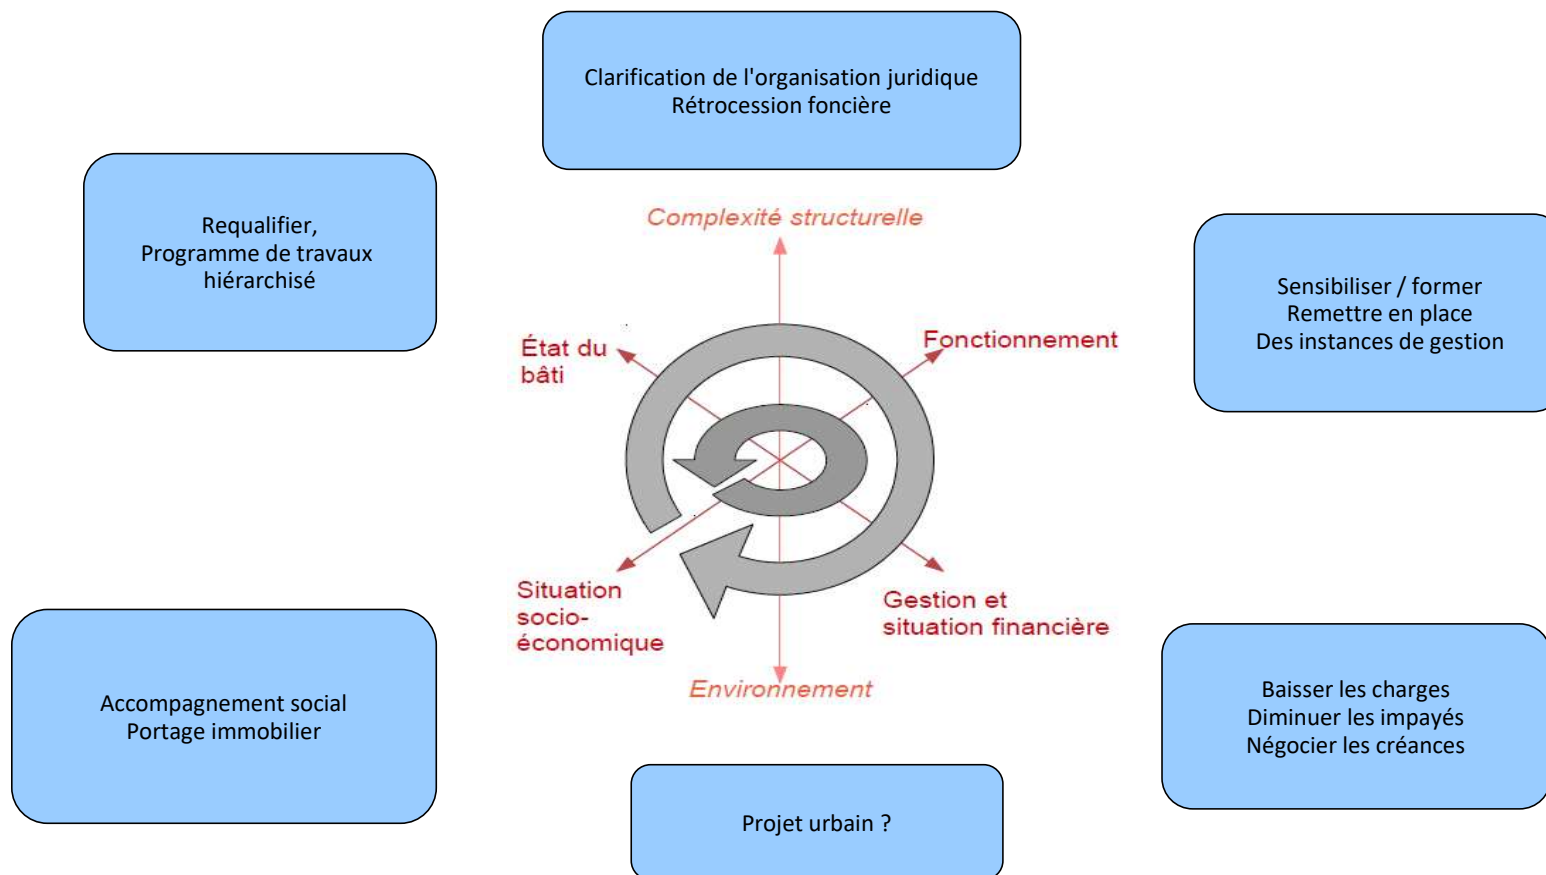 Clarification de l'organisation juridique
Rétrocession foncière
Requalifier,
Programme de travaux
hiérarchisé
Complexité structurelle
Sensibiliser / former
Remettre en place
Des instances de gestion
État du
bâti
Fonctionnement
Situation
socio-
économique
Gestion et
situation financière
Environnement
Accompagnement social
Portage immobilier
Baisser les charges
Diminuer les impayés
Négocier les créances
Projet urbain ?